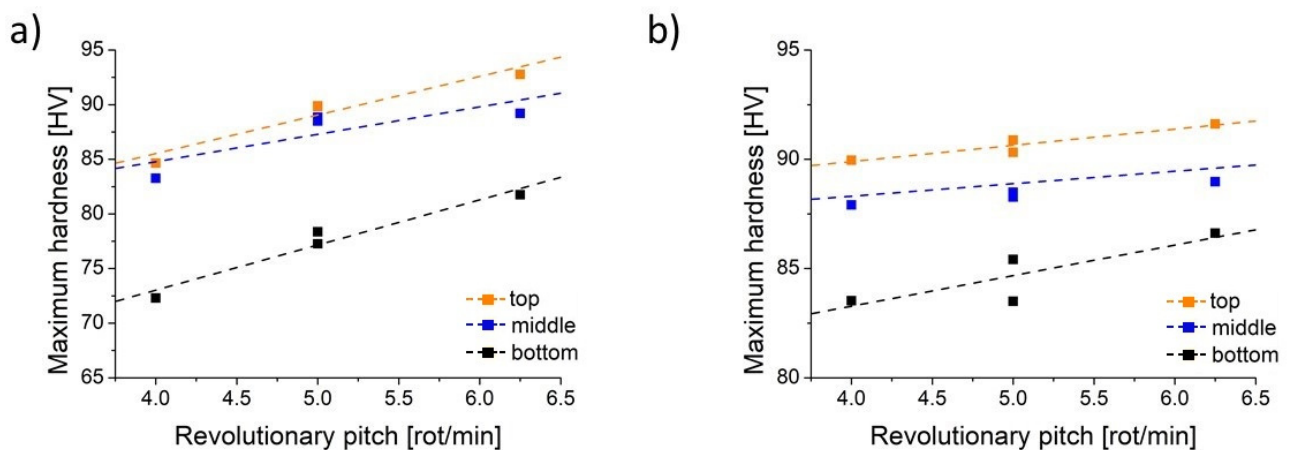 a)
Maximum hardness [HV]
95
90
85
80
75
70
65
4.0 4.5 5.0 5.5 6.0 6.5
Revolutionary pitch [rot/min]
top
middle
bottom
b)
Maximum hardness [HV]
95
90
85
80
4.0 4.5 5.0 5.5 6.0 6.5
Revolutionary pitch [rot/min]
top
middle
bottom